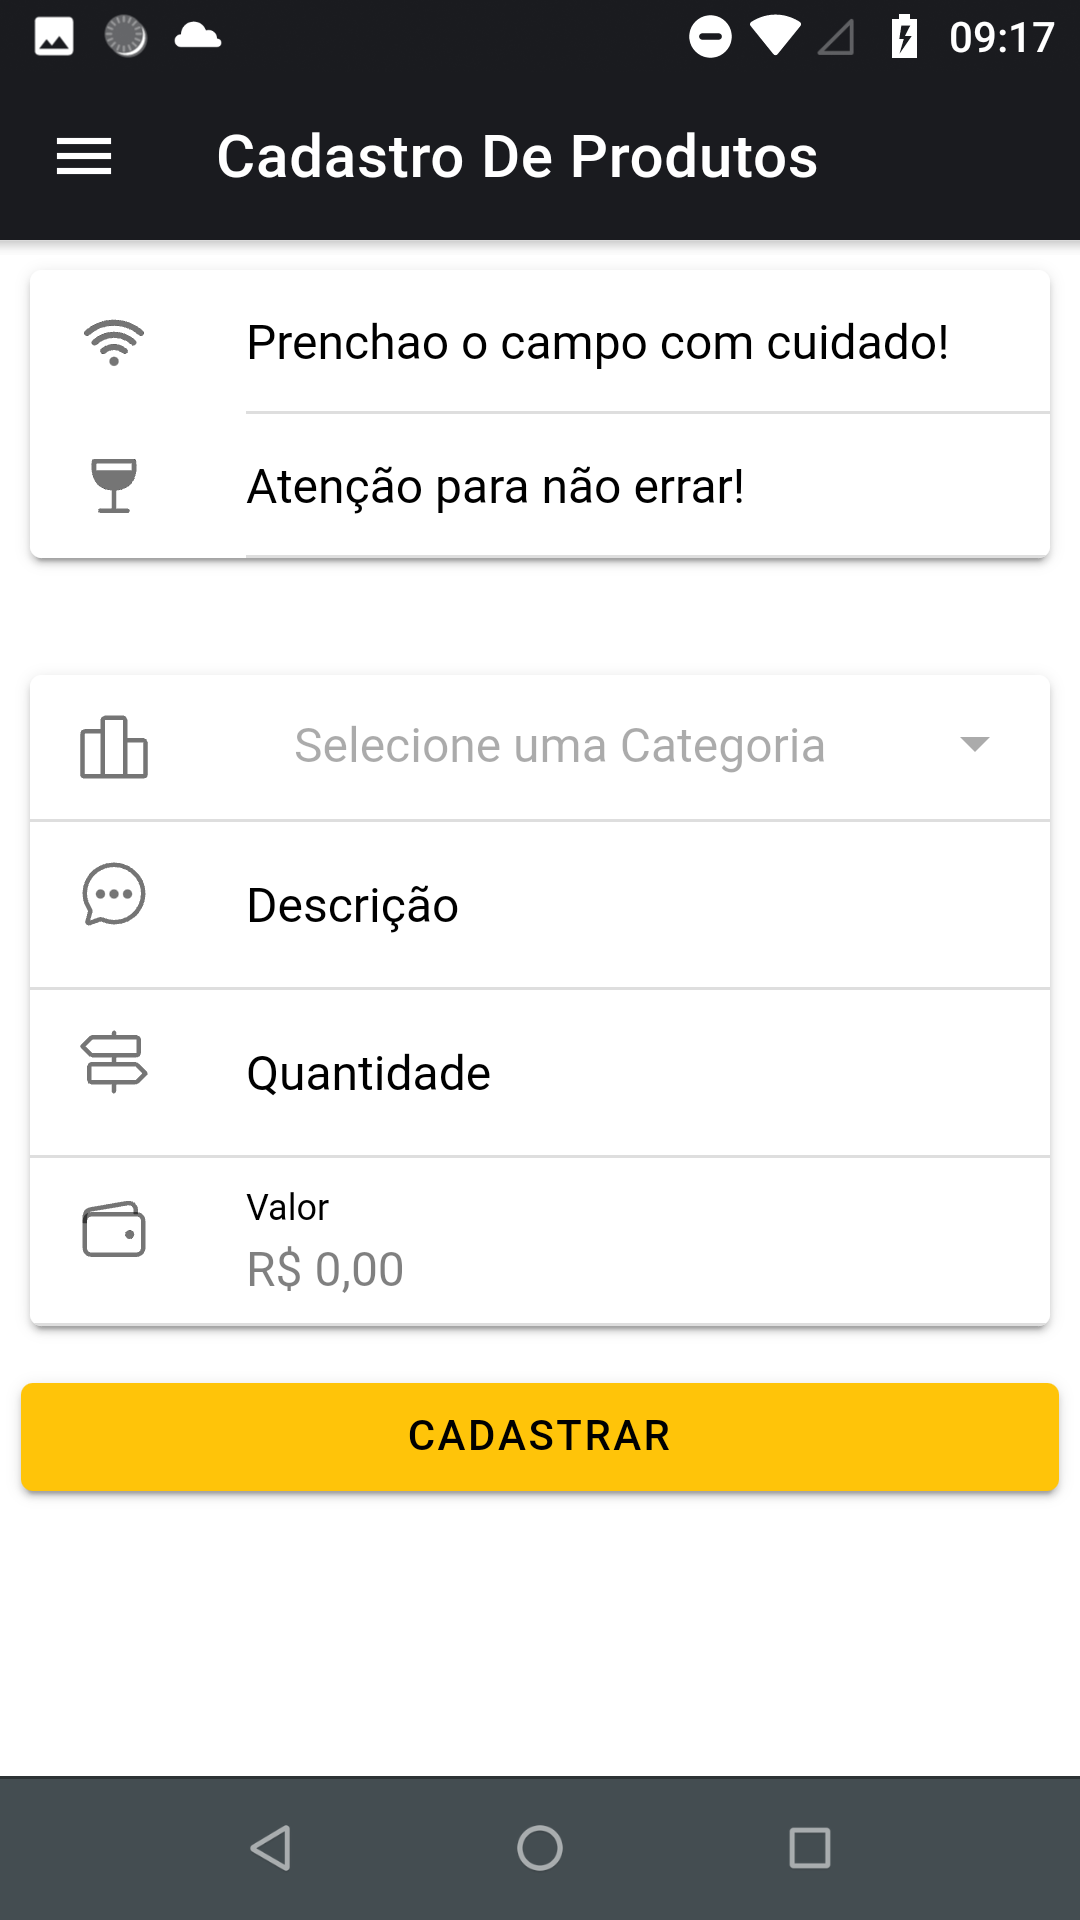 09:17
Cadastro De Produtos
Prenchao o campo com cuidado!
Atenção para não errar!
Selecione uma Categoria
Descrição
Quantidade
Valor
R$ 0,00
CADASTRAR